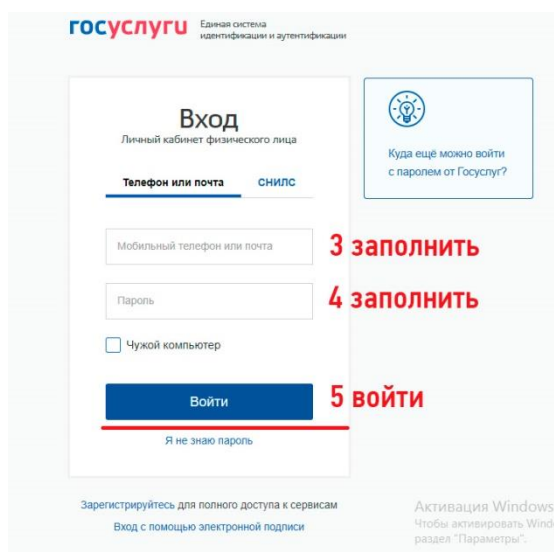 госуслуги
Единая система
идентификации и аутентификации
Вход
Личный кабинет физического лица
Телефон или почта СНИЛС
Куда ещё можно войти
с паролем от Госуслуг?
Мобильный телефон или почта
3 заполнить
Пароль
4 заполнить
Чужой компьютер
Войти
5 войти
Я не знаю пароль
Зарегистрируйтесь для полного доступа к сервисам
Вход с помощью электронной подписи
Активация Windows
Чтобы активировать Wind
раздел "Параметры".